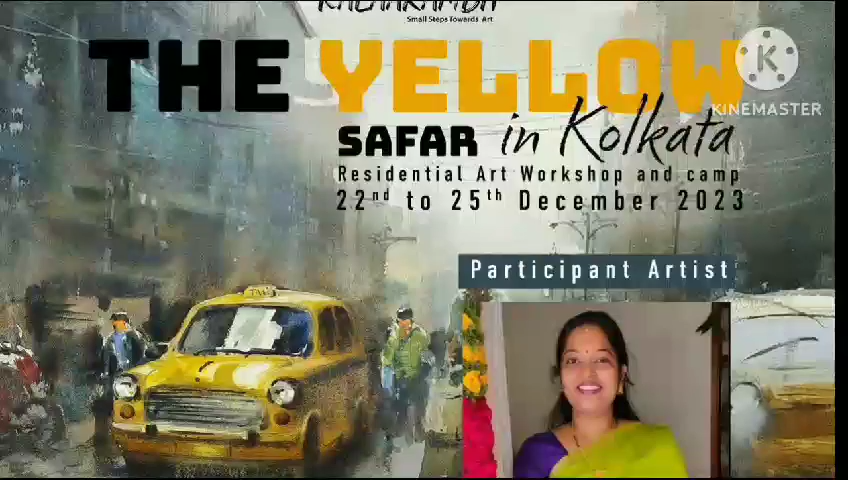 Small Steps Towards Art
THE YELLOW
SAFAR in Kolkata
Residential Art Workshop and camp
22nd to 25th December 2023
Participant Artist
K
KINEMASTER
TAXI